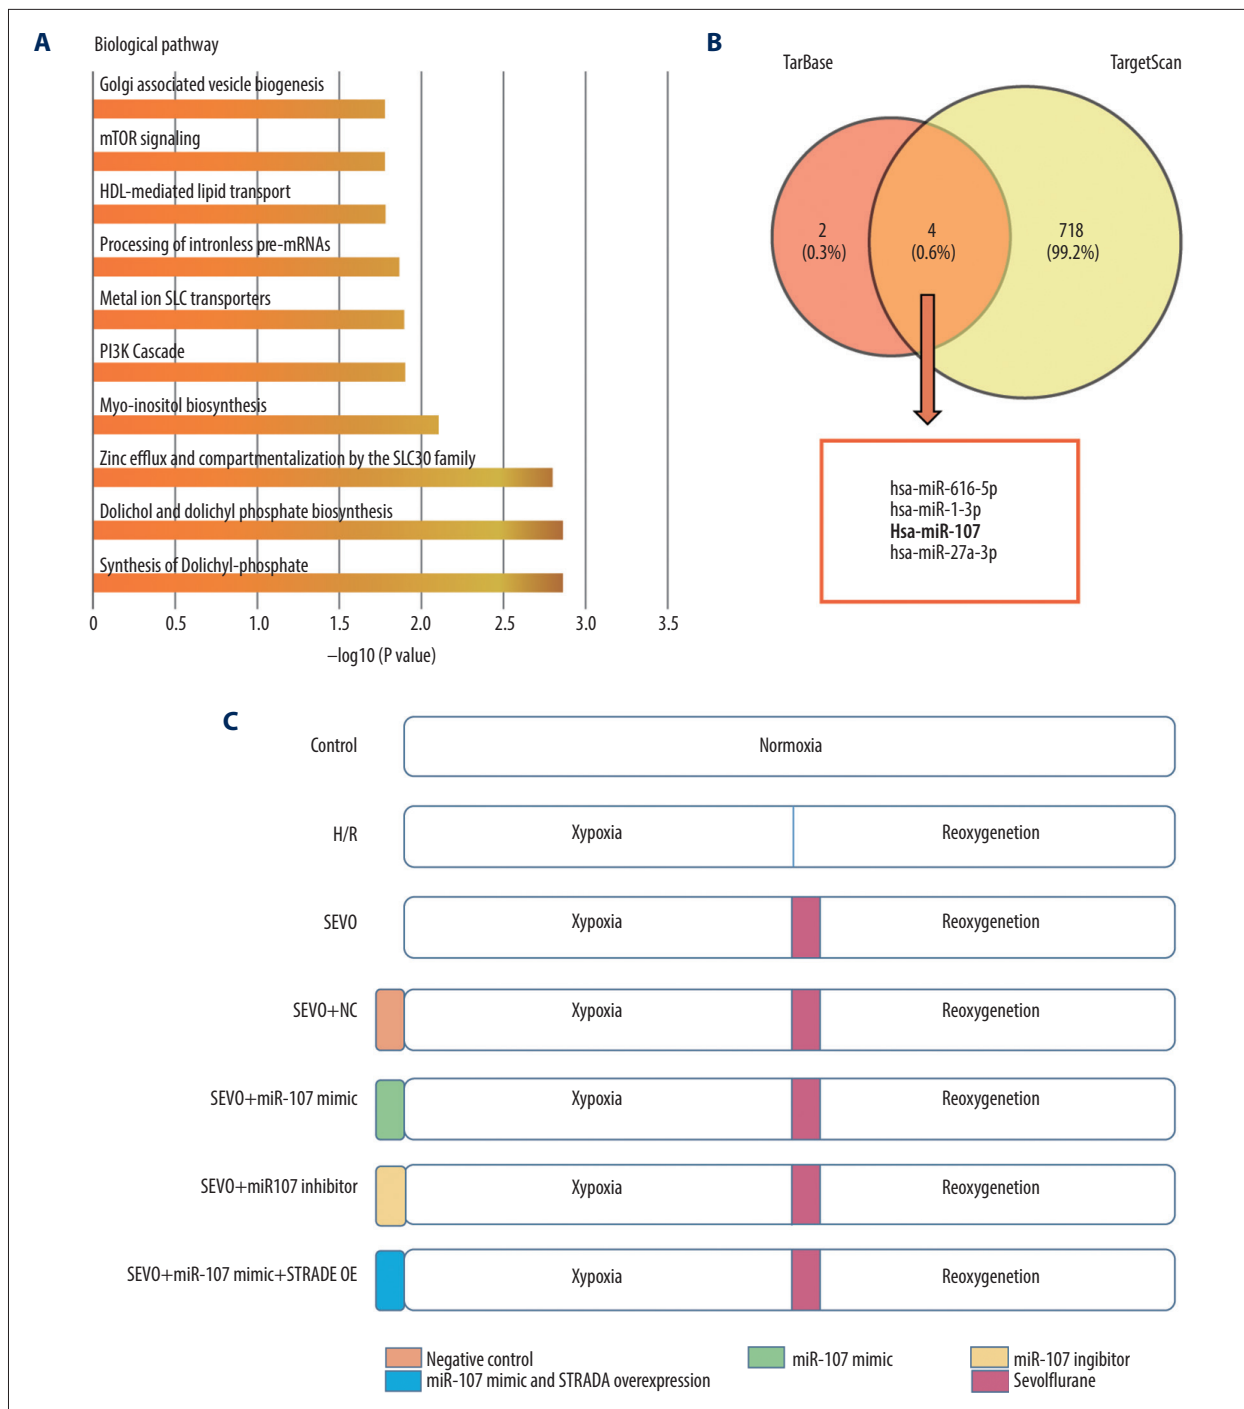 A
Biological pathway
Golgi associated vesicle biogenesis
mTOR signaling
HDL-mediated lipid transport
Processing of intronless pre-mRNAs
Metal ion SLC transporters
PI3K Cascade
Myo-inositol biosynthesis
Zinc efflux and compartmentalization by the SLC30 family
Dolichol and dolichyl phosphate biosynthesis
Synthesis of Dolichyl-phosphate
0 0.5 1.0 1.5 2.0 2.5 3.0 3.5
–log10 (P value)
B
TarBase TargetScan
2 4 718
(0.3%) (0.6%) (99.2%)
hsa-miR-616-5p
hsa-miR-1-3p
Hsa-miR-107
hsa-miR-27a-3p
C
Control Normoxia
H/R Xypoxia Reoxygenetion
SEVO Xypoxia Reoxygenetion
SEVO+NC Xypoxia Reoxygenetion
SEVO+miR-107 mimic Xypoxia Reoxygenetion
SEVO+miR107 inhibitor Xypoxia Reoxygenetion
SEVO+miR-107 mimic+STRADE OE Xypoxia Reoxygenetion
Negative control miR-107 mimic miR-107 ingibitor
miR-107 mimic and STRADA overexpression Sevolflurane